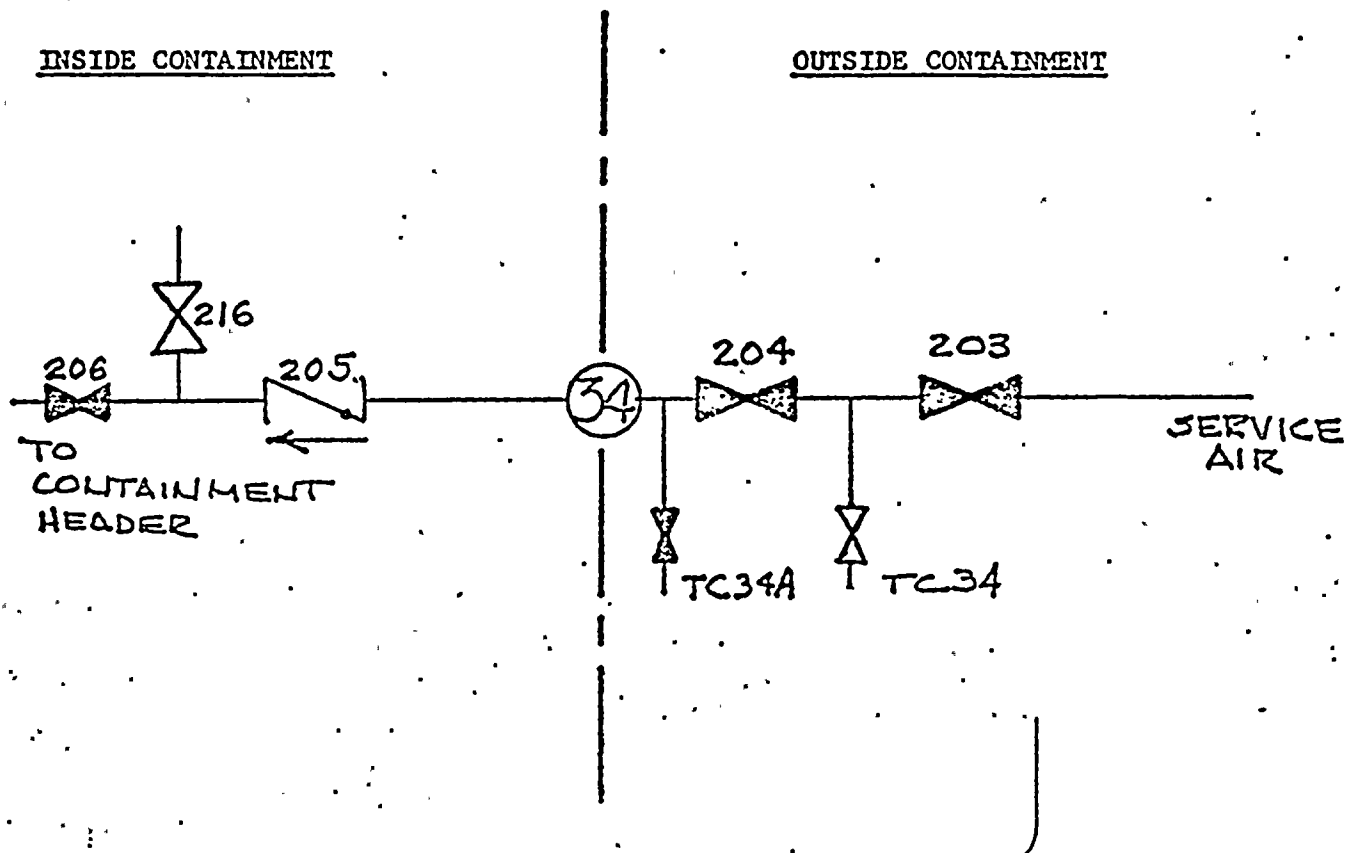 INSIDE CONTAINMENT
OUTSIDE CONTAINMENT
216
206
205
34
204
203
TO
CONTAINMENT
HEADER
SERVICE
AIR
TC34A
TC34